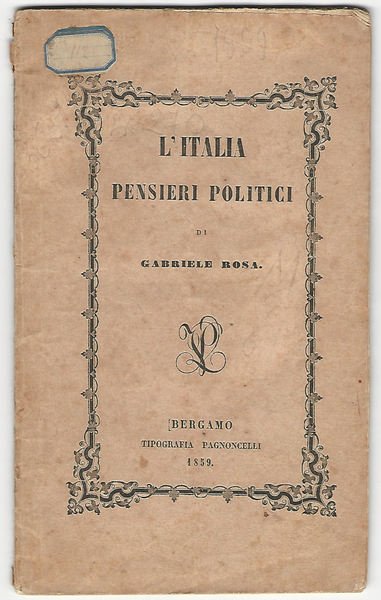 L'ITALIA
PENSIERI POLITICI
DI
GABRIELE ROSA.
BERGAMO
TIPOGRAFIA PAGNONCELLI
1859.